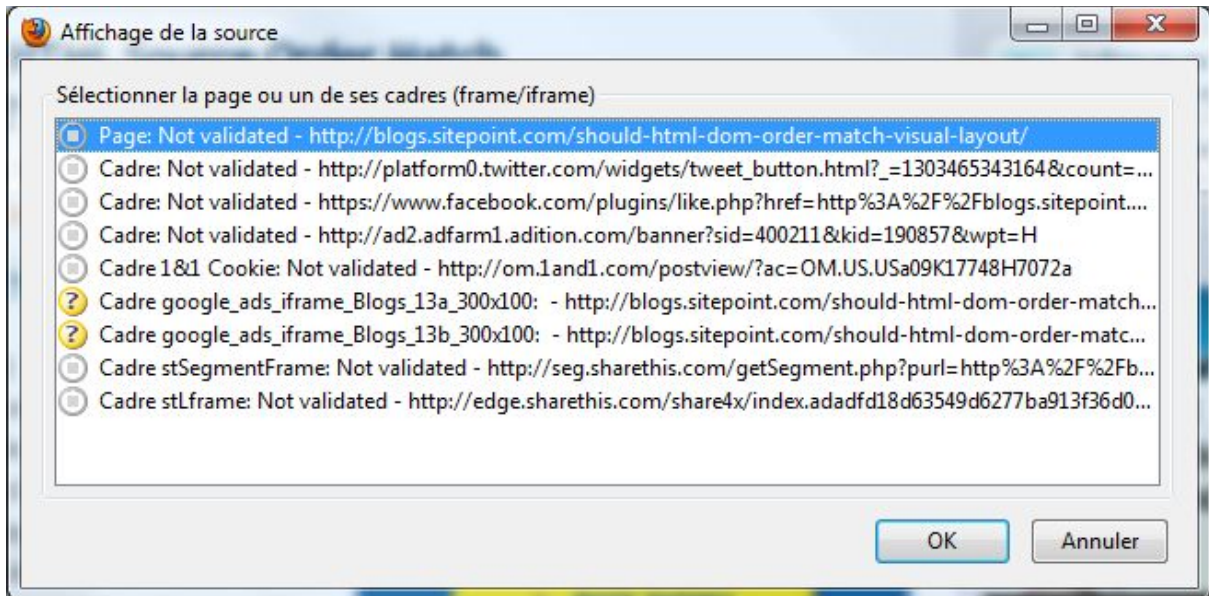 Affichage de la source
Sélectionner la page ou un de ses cadres (frame/iframe)
Page: Not validated - http://blogs.sitepoint.com/should-html-dom-order-match-visual-layout/
Cadre: Not validated - http://platform0.twitter.com/widgets/tweet_button.html?_=1303465343164&count=...
Cadre: Not validated - https://www.facebook.com/plugins/like.php?href=http%3A%2F%2Fblogs.sitepoint....
Cadre: Not validated - http://ad2.adfarm1.adition.com/banner?sid=400211&kid=190857&wpt=H
Cadre 1&1 Cookie: Not validated - http://om.1and1.com/postview/?ac=OM.US.USa09K17748H7072a
Cadre google_ads_iframe_Blogs_13a_300x100:  - http://blogs.sitepoint.com/should-html-dom-order-match...
Cadre google_ads_iframe_Blogs_13b_300x100:  - http://blogs.sitepoint.com/should-html-dom-order-matc...
Cadre stSegmentFrame: Not validated - http://seg.sharethis.com/getSegment.php?purl=http%3A%2F%2Fb...
Cadre stLframe: Not validated - http://edge.sharethis.com/share4x/index.adadfd18d63549d6277ba913f36d0...
OK
Annuler